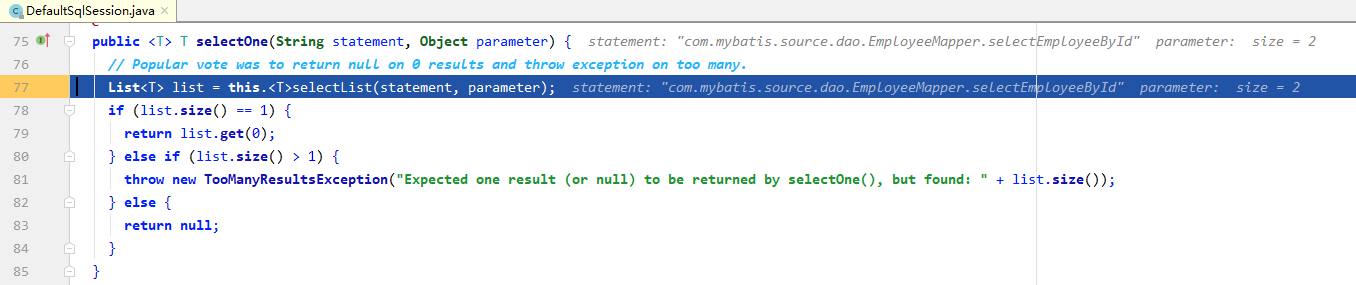 DefaultSqlSession.java
75 public <T> T selectOne(String statement, Object parameter) { statement: "com.mybatis.source.dao.EmployeeMapper.selectEmployeeById" parameter: size = 2
76 // Popular vote was to return null on 0 results and throw exception on too many.
77 List<T> list = this.<T>selectList(statement, parameter); statement: "com.mybatis.source.dao.EmployeeMapper.selectEmployeeById" parameter: size = 2
78 if (list.size() == 1) {
79 return list.get(0);
80 } else if (list.size() > 1) {
81 throw new TooManyResultsException("Expected one result (or null) to be returned by selectOne(), but found: " + list.size());
82 } else {
83 return null;
84 }
85 }